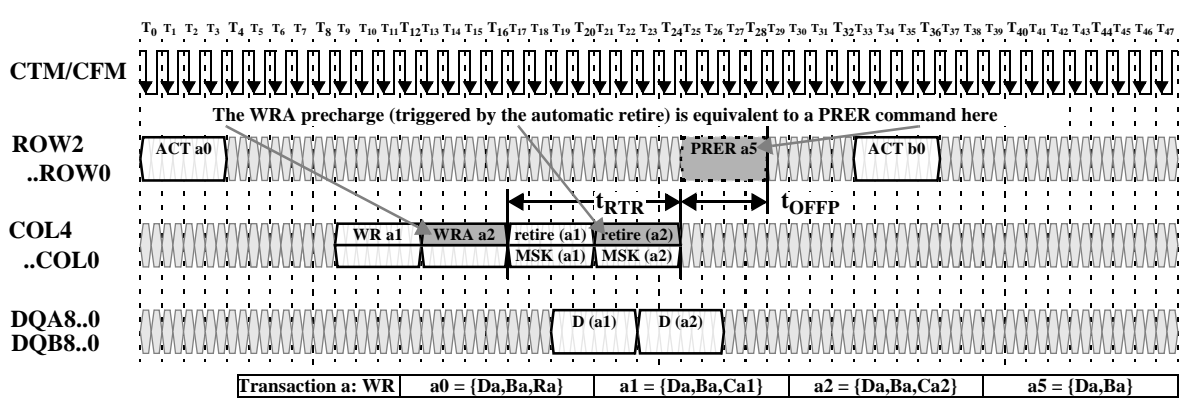 T0 T1 T2 T3 T4 T5 T6 T7 T8 T9 T10 T11 T12 T13 T14 T15 T16 T17 T18 T19 T20 T21 T22 T23 T24 T25 T26 T27 T28 T29 T30 T31 T32 T33 T34 T35 T36 T37 T38 T39 T40 T41 T42 T43 T44 T45 T46 T47
CTM/CFM
The WRA precharge (triggered by the automatic retire) is equivalent to a PRER command here
ROW2 ACT a0 PRER a5 ACT b0
..ROW0
tRTR tOFFP
COL4 WR a1 WRA a2 retire (a1) retire (a2)
..COL0 MSK (a1) MSK (a2)
DQA8..0 D (a1) D (a2)
DQB8..0
Transaction a: WR a0 = {Da,Ba,Ra} a1 = {Da,Ba,Ca1} a2 = {Da,Ba,Ca2} a5 = {Da,Ba}